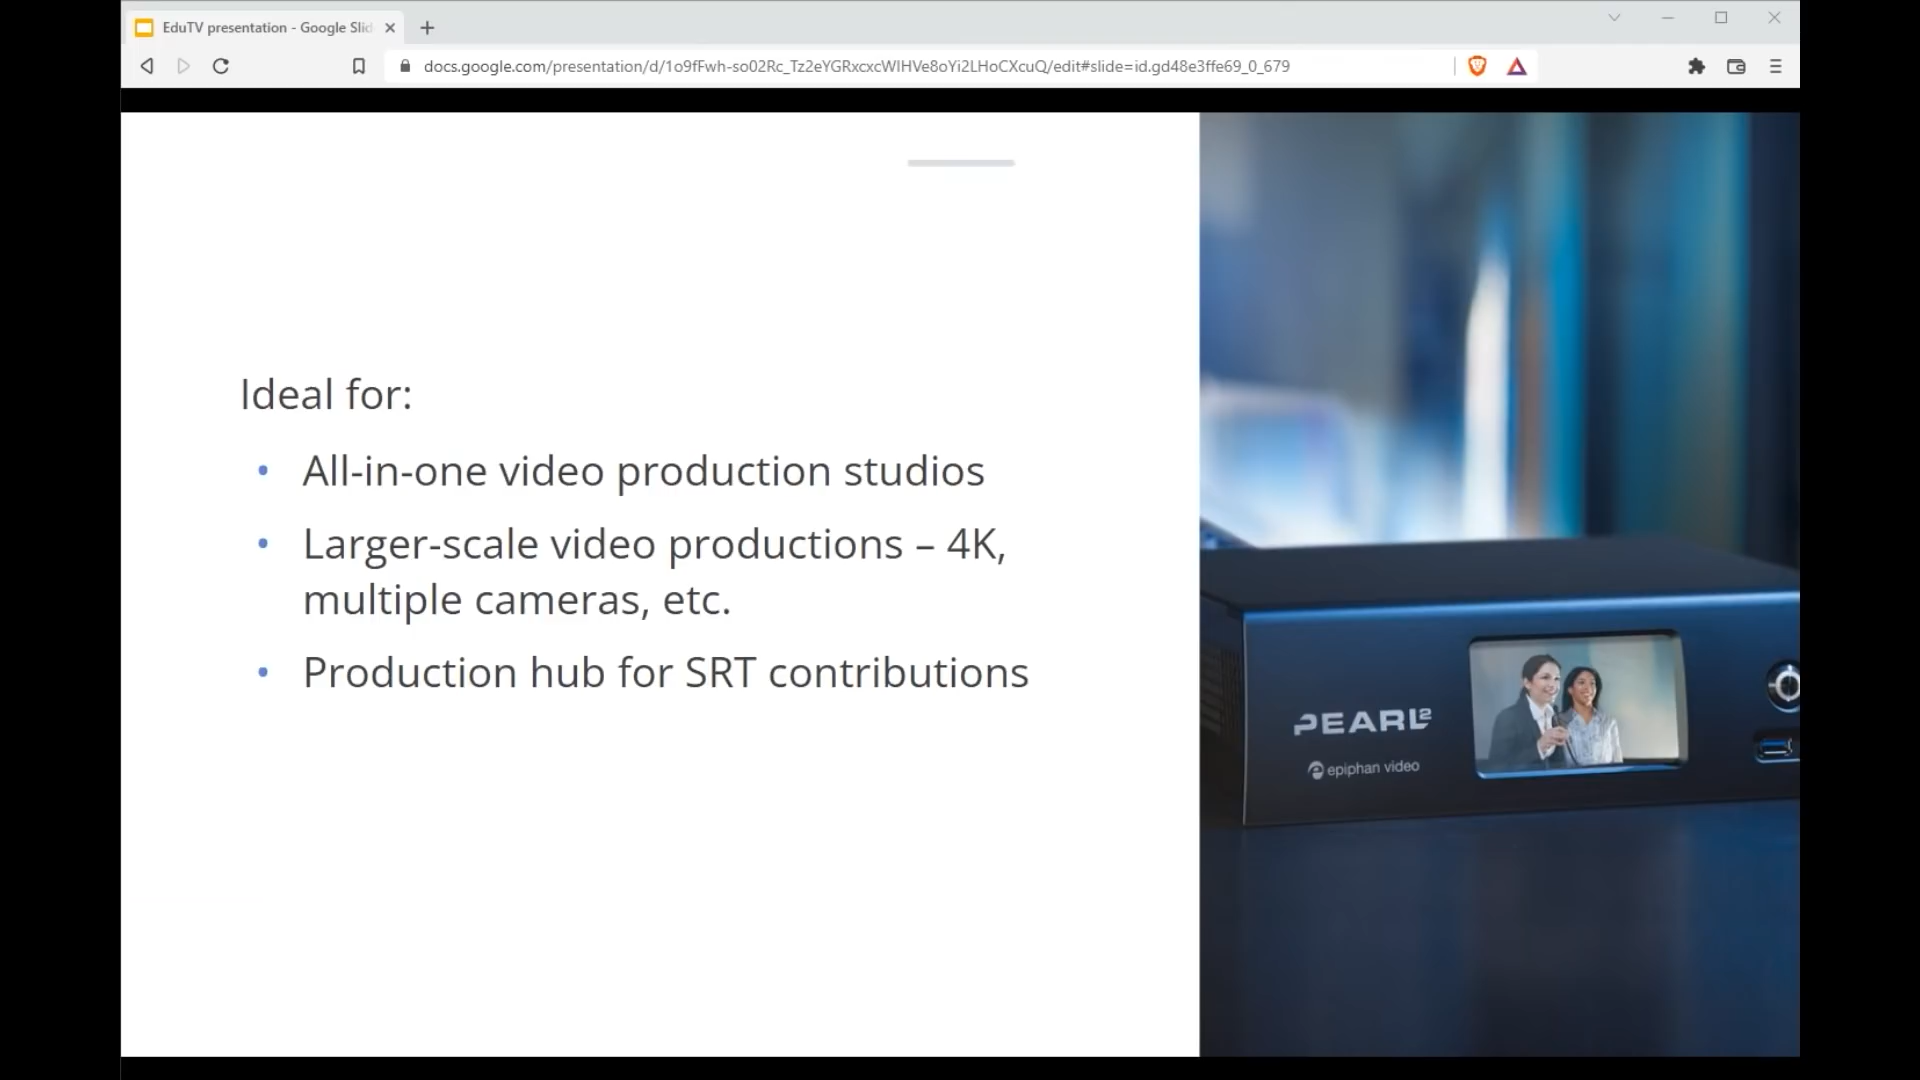 EduTV presentation - Google Slid
docs.google.com/presentation/d/1o9fFwh-so02Rc_Tz2eYGRxcxcWIHVe8oYi2LHoCXcuQ/edit#slide=id.gd48e3ffe69_0_679
Ideal for:
• All-in-one video production studios
• Larger-scale video productions – 4K,
multiple cameras, etc.
• Production hub for SRT contributions
PEARL²
epiphan video